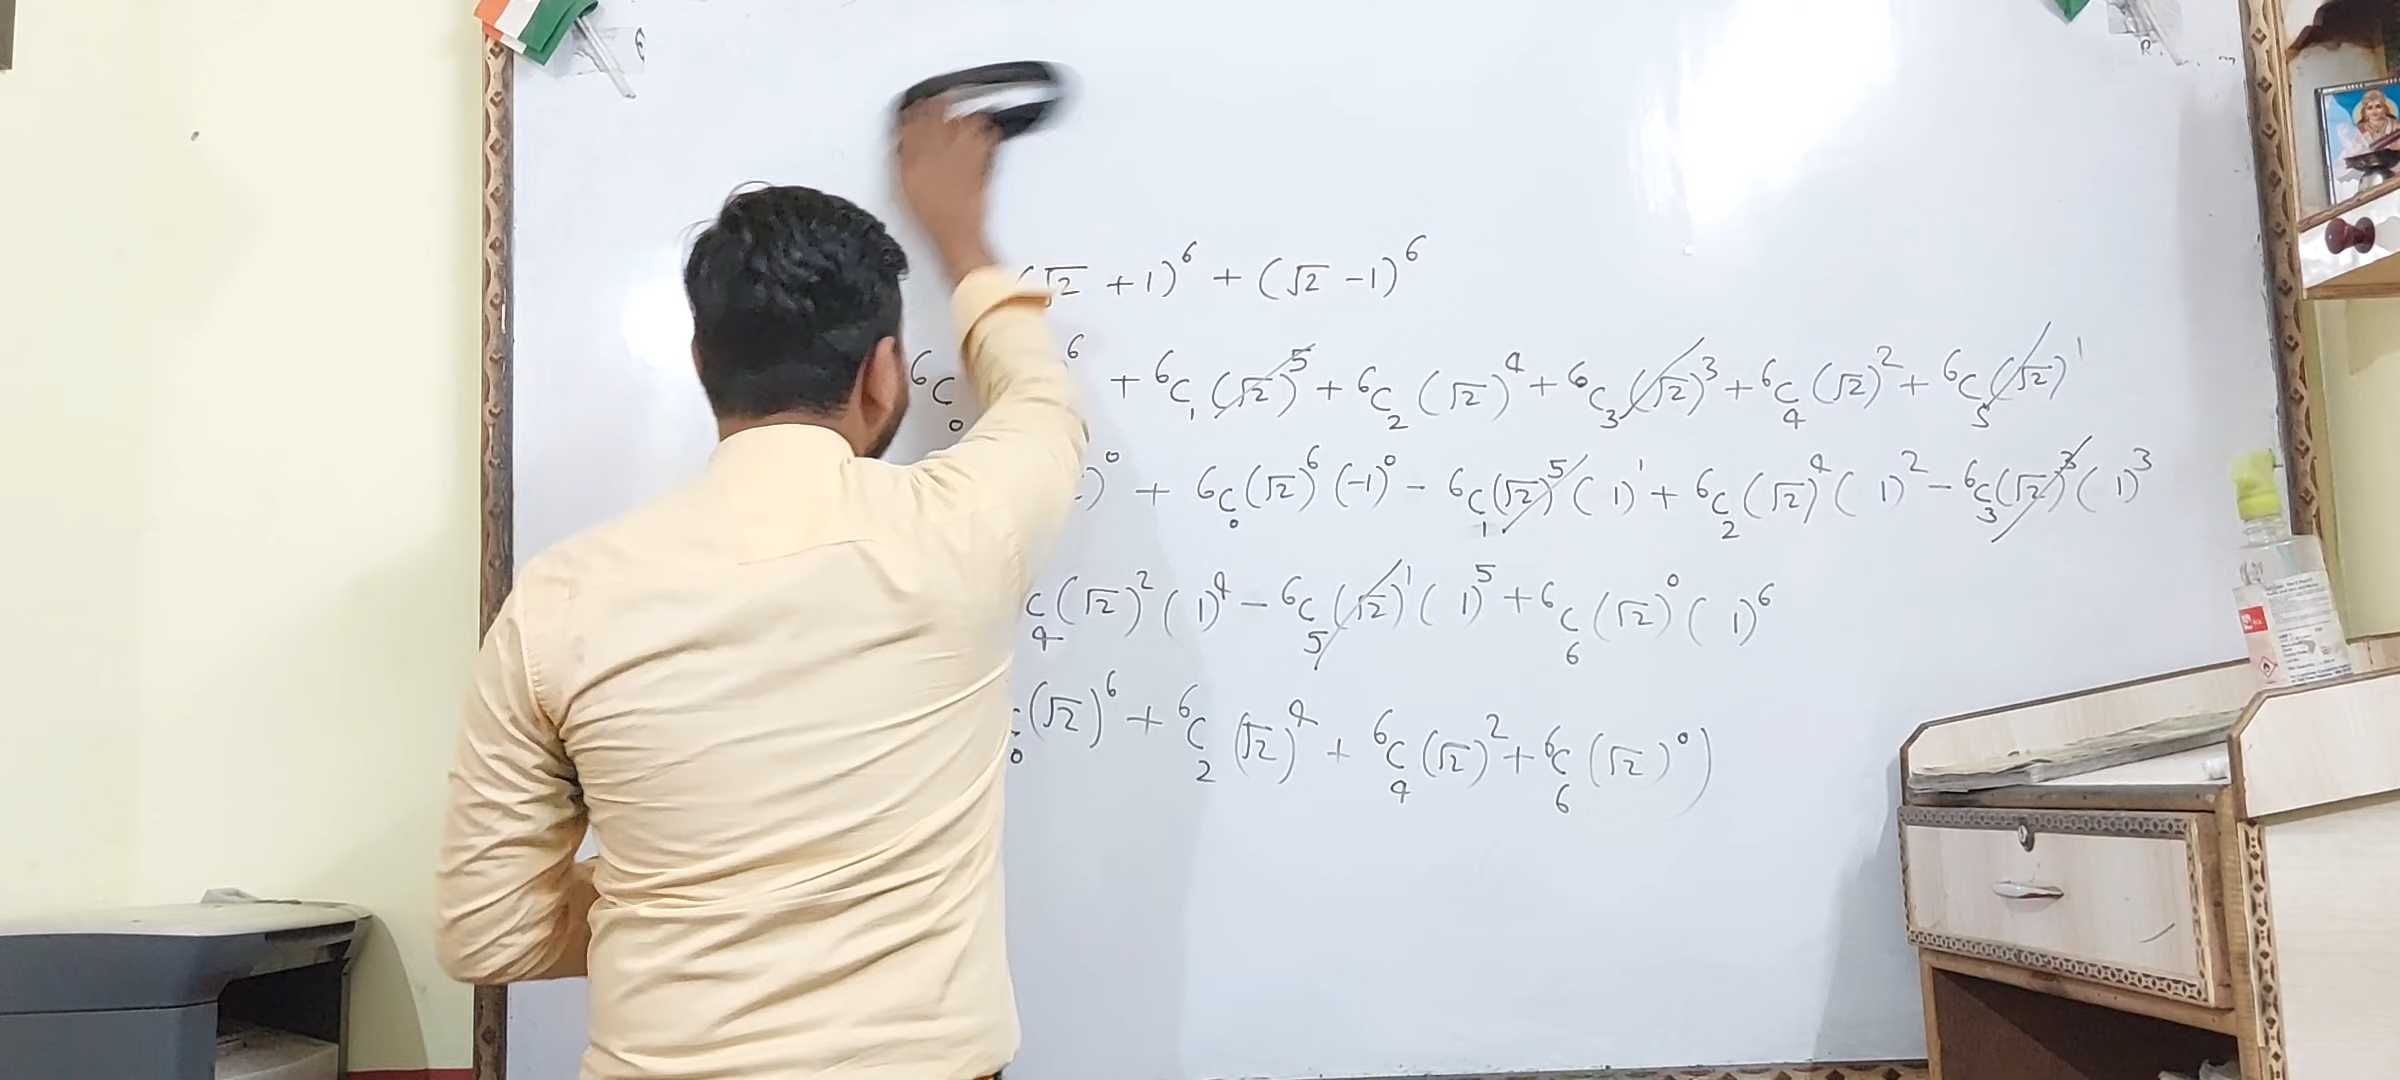 (√2 + 1)⁶ + (√2 - 1)⁶
⁶C₀ ⁶ + ⁶C₁ (√2)⁵ + ⁶C₂ (√2)⁴ + ⁶C₃ (√2)³ + ⁶C₄ (√2)² + ⁶C₅ (√2)¹
)⁰ + ⁶C₀ (√2)⁶ (-1)⁰ - ⁶C₁ (√2)⁵ (1)¹ + ⁶C₂ (√2)⁴ (1)² - ⁶C₃ (√2)³ (1)³
C₄ (√2)² (1)⁴ - ⁶C₅ (√2)¹ (1)⁵ + ⁶C₆ (√2)⁰ (1)⁶
₀ (√2)⁶ + ⁶C₂ (√2)⁴ + ⁶C₄ (√2)² + ⁶C₆ (√2)⁰)